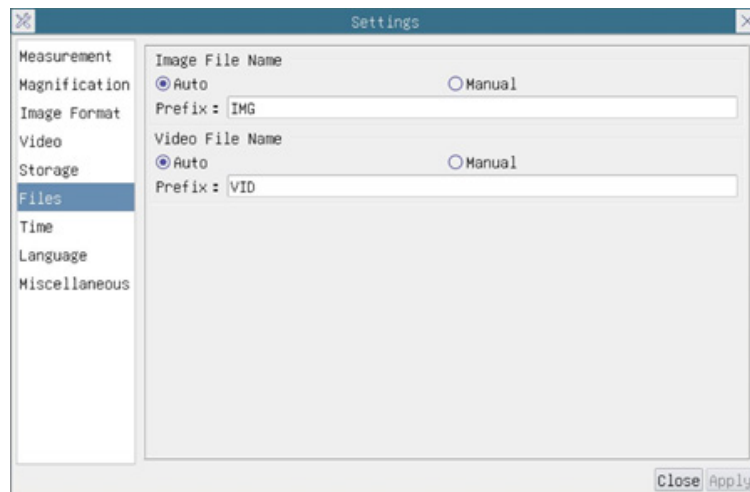 Settings
Measurement
Magnification
Image Format
Video
Storage
Files
Time
Language
Miscellaneous
Image File Name
Auto Manual
Prefix: IMG
Video File Name
Auto Manual
Prefix: VID
Close Apply